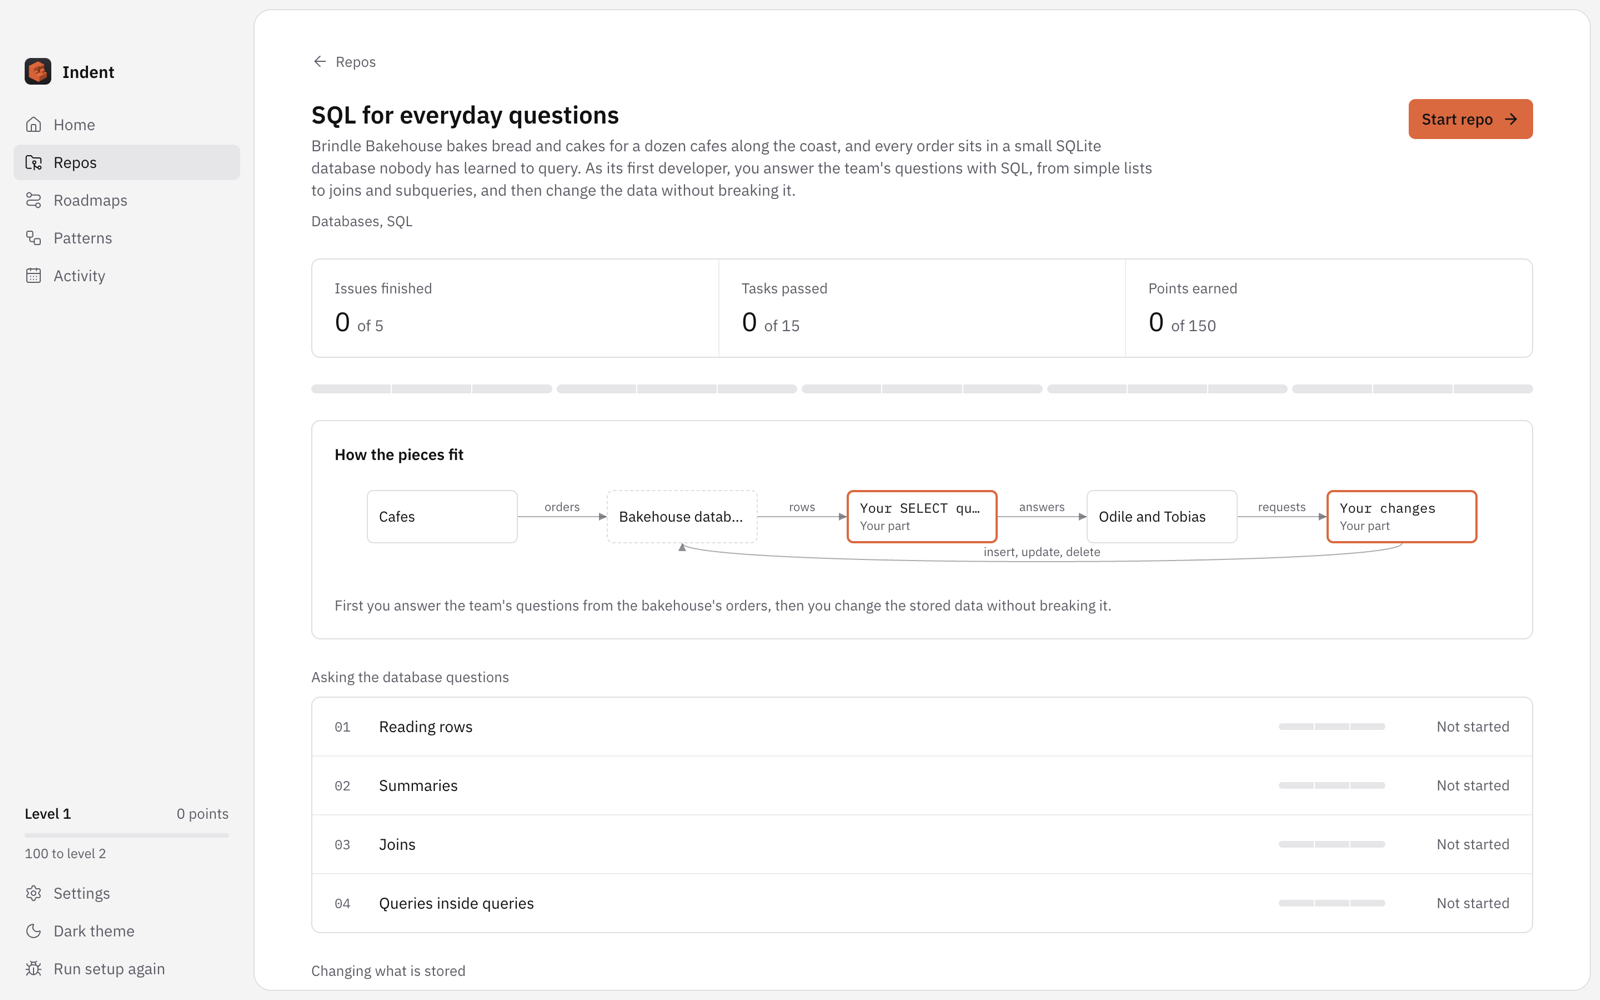 Indent
Home
Repos
Roadmaps
Patterns
Activity
Level 1
0 points
100 to level 2
Settings
Dark theme
Run setup again
Repos
SQL for everyday questions
Start repo
Brindle Bakehouse bakes bread and cakes for a dozen cafes along the coast, and every order sits in a small SQLite
database nobody has learned to query. As its first developer, you answer the team's questions with SQL, from simple lists
to joins and subqueries, and then change the data without breaking it.
Databases, SQL
Issues finished
0 of 5
Tasks passed
0 of 15
Points earned
0 of 150
How the pieces fit
Cafes
orders
Bakehouse datab...
rows
Your SELECT qu...
Your part
answers
Odile and Tobias
requests
Your changes
Your part
insert, update, delete
First you answer the team's questions from the bakehouse's orders, then you change the stored data without breaking it.
Asking the database questions
01 Reading rows Not started
02 Summaries Not started
03 Joins Not started
04 Queries inside queries Not started
Changing what is stored